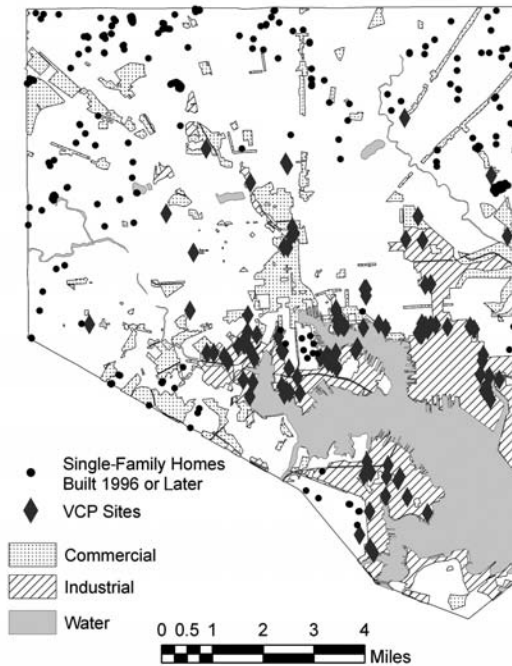 Single-Family Homes
Built 1996 or Later
VCP Sites
Commercial
Industrial
Water
0 0.5 1 2 3 4
Miles